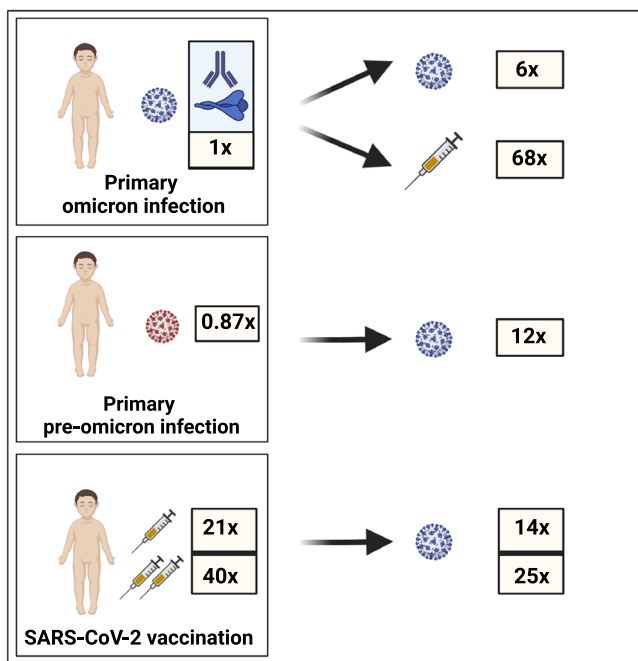 1x
Primary
omicron infection
6x
68x
0.87x
Primary
pre-omicron infection
12x
21x
40x
SARS-CoV-2 vaccination
14x
25x